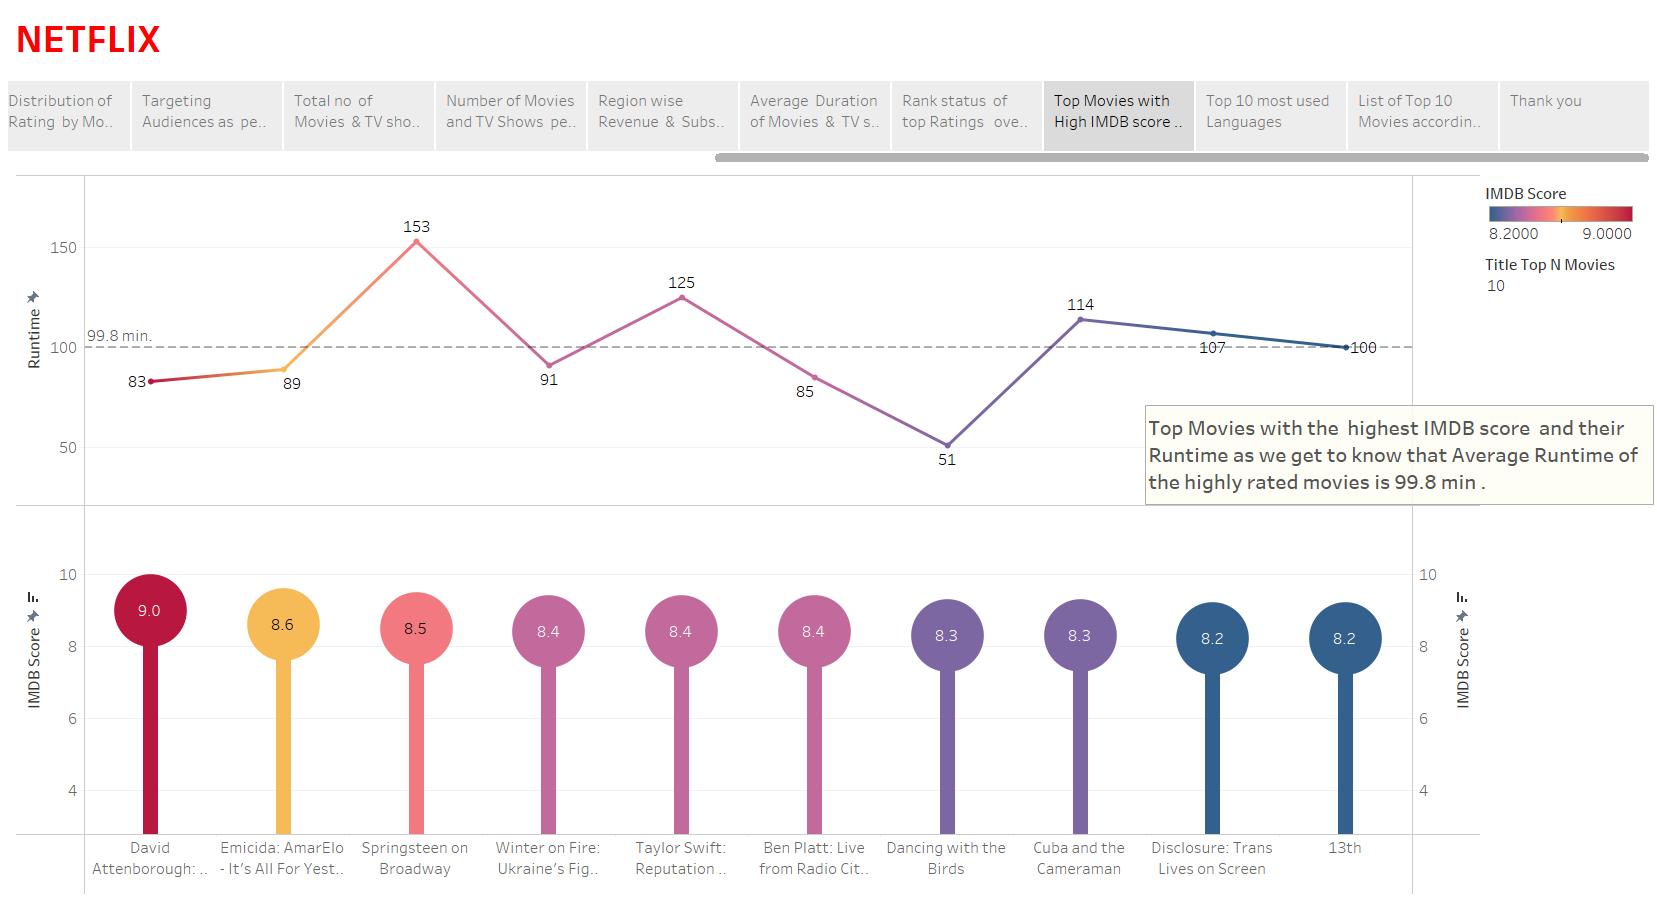 NETFLIX
Distribution of
Rating by Mo..
Targeting
Audiences as pe..
Total no of
Movies & TV sho..
Number of Movies
and TV Shows pe..
Region wise
Revenue & Subs..
Average Duration
of Movies & TV s..
Rank status of
top Ratings ove..
Top Movies with
High IMDB score ..
Top 10 most used
Languages
List of Top 10
Movies accordin..
Thank you
IMDB Score
8.2000 9.0000
Title Top N Movies
10
Runtime
150
100
50
99.8 min.
83
89
153
91
125
85
51
114
107
100
Top Movies with the highest IMDB score and their
Runtime as we get to know that Average Runtime of
the highly rated movies is 99.8 min .
IMDB Score
10
8
6
4
9.0
8.6
8.5
8.4
8.4
8.4
8.3
8.3
8.2
8.2
10
8
6
4
IMDB Score
David
Attenborough: ..
Emicida: AmarElo
- It’s All For Yest..
Springsteen on
Broadway
Winter on Fire:
Ukraine’s Fig..
Taylor Swift:
Reputation ..
Ben Platt: Live
from Radio Cit..
Dancing with the
Birds
Cuba and the
Cameraman
Disclosure: Trans
Lives on Screen
13th